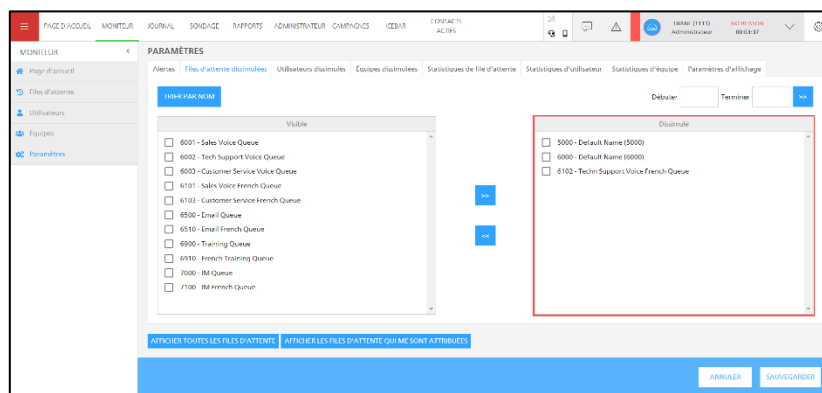 PAGE D'ACCUEIL MONITEUR JOURNAL SONDAGE RAPPORTS ADMINISTRATEUR CAMPAGNES ICEBAR CONTACTS ACTIFS
DIANE (1111)
Administrateur
00:03:37
MONITEUR
PARAMÈTRES
Page d'accueil
Files d'attente
Utilisateurs
Équipes
Paramètres
Alertes Files d'attente dissimulées Utilisateurs dissimulés Équipes dissimulées Statistiques de file d'attente Statistiques d'utilisateur Statistiques d'équipe Paramètres d'affichage
TRIER PAR NOM
Débuter Terminer >>
Visible
6001 - Sales Voice Queue
6002 - Tech Support Voice Queue
6003 - Customer Service Voice Queue
6101 - Sales Voice French Queue
6103 - Customer Service French Queue
6500 - Email Queue
6510 - Email French Queue
6900 - Training Queue
6910 - French Training Queue
7000 - IM Queue
7100 - IM French Queue
>>
<<
Dissimulé
5000 - Default Name (5000)
6000 - Default Name (6000)
6102 - Techn Support Voice French Queue
AFFICHER TOUTES LES FILES D'ATTENTE AFFICHER LES FILES D'ATTENTE QUI ME SONT ATTRIBUÉES
ANNULER SAUVEGARDER